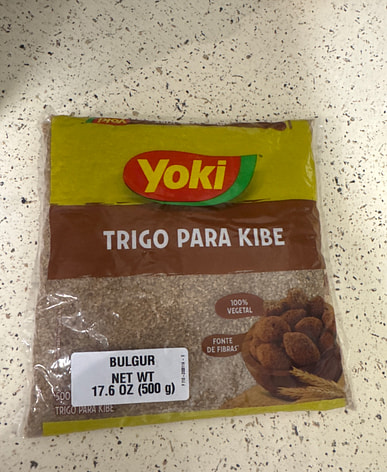 Yoki
TRIGO PARA KIBE
100%
VEGETAL
FONTE
DE FIBRAS
BULGUR
NET WT
17.6 OZ (500 g)
500
TRIGO PARA KIBE